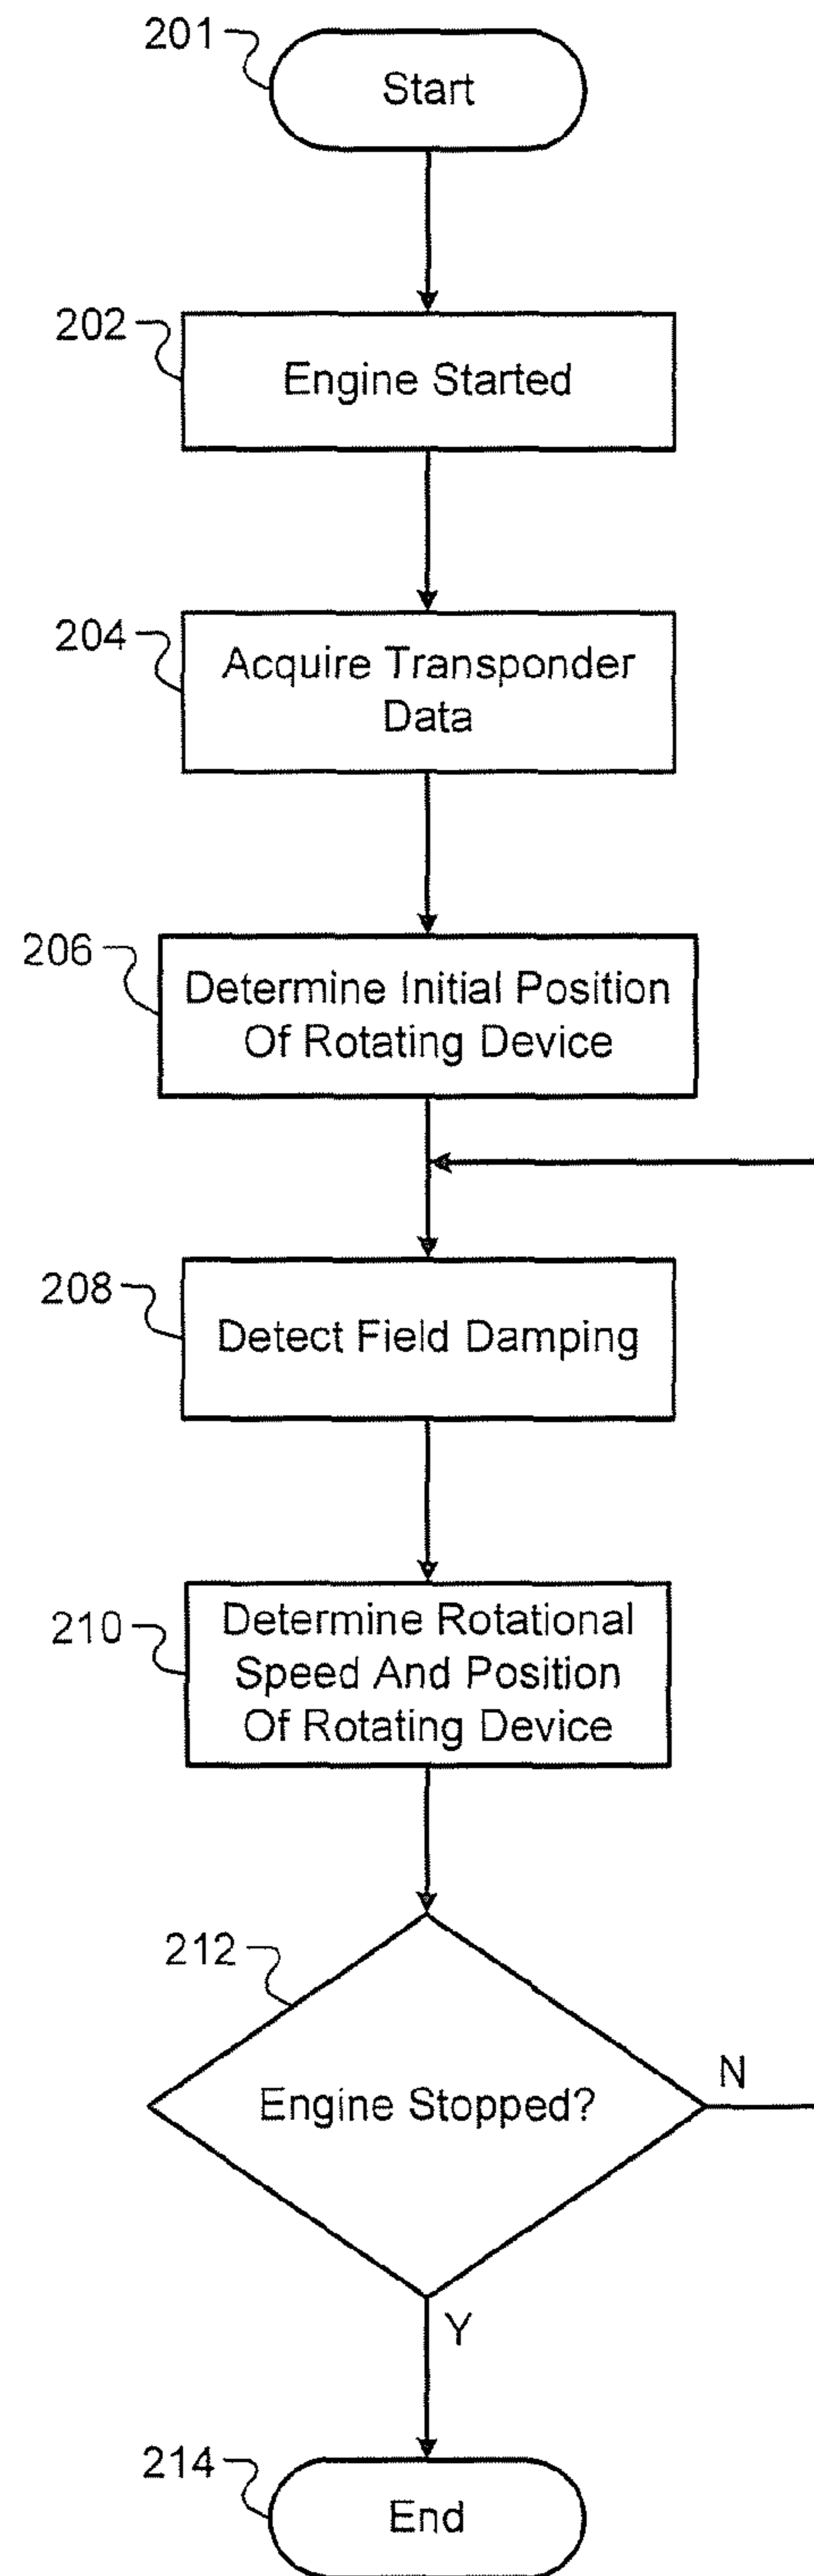 201
Start
202
Engine Started
204
Acquire Transponder
Data
206
Determine Initial Position
Of Rotating Device
208
Detect Field Damping
210
Determine Rotational
Speed And Position
Of Rotating Device
212
Engine Stopped?
N
Y
214
End